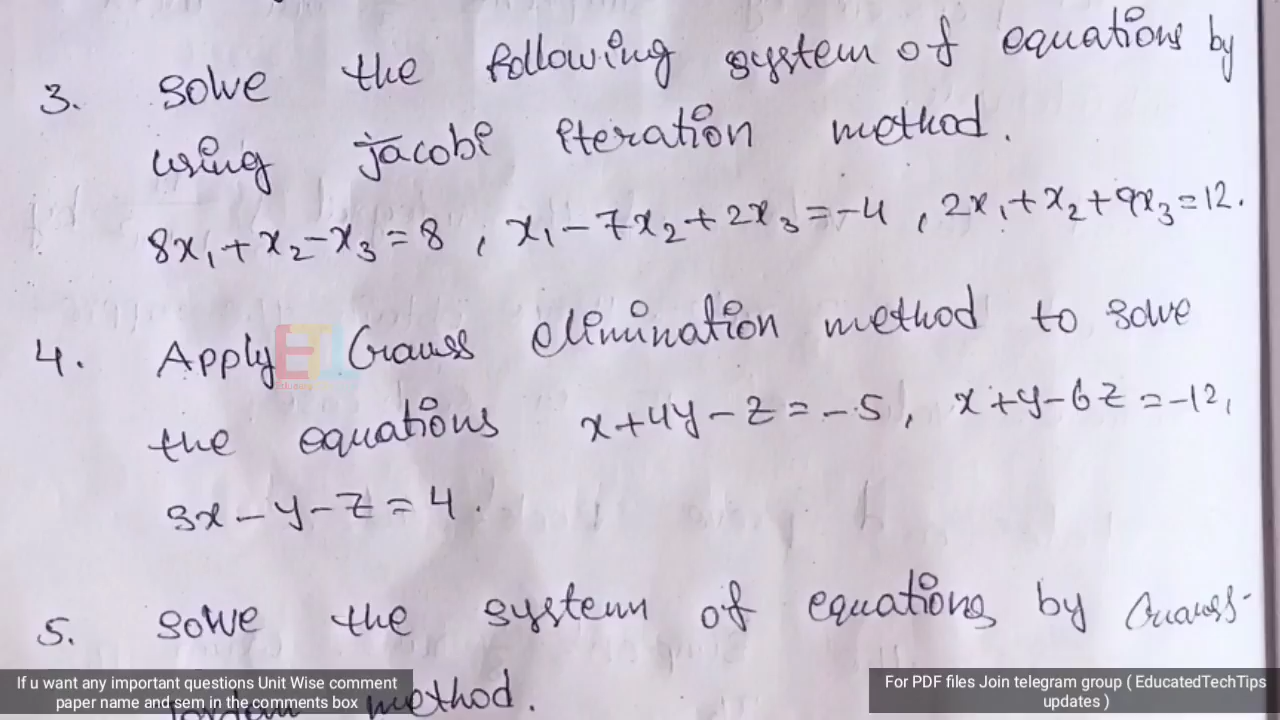 3. solve the following system of equations by
using jacobi iteration method.
8x₁+x₂-x₃=8, x₁-7x₂+2x₃=-4, 2x₁+x₂+9x₃=12.
4. Apply Gauss elimination method to solve
the equations x+4y-z=-5, x+y-6z=-12,
3x-y-z=4.
5. solve the system of equations by Gauss-
method.
If u want any important questions Unit Wise comment
paper name and sem in the comments box
For PDF files Join telegram group ( EducatedTechTips
updates )